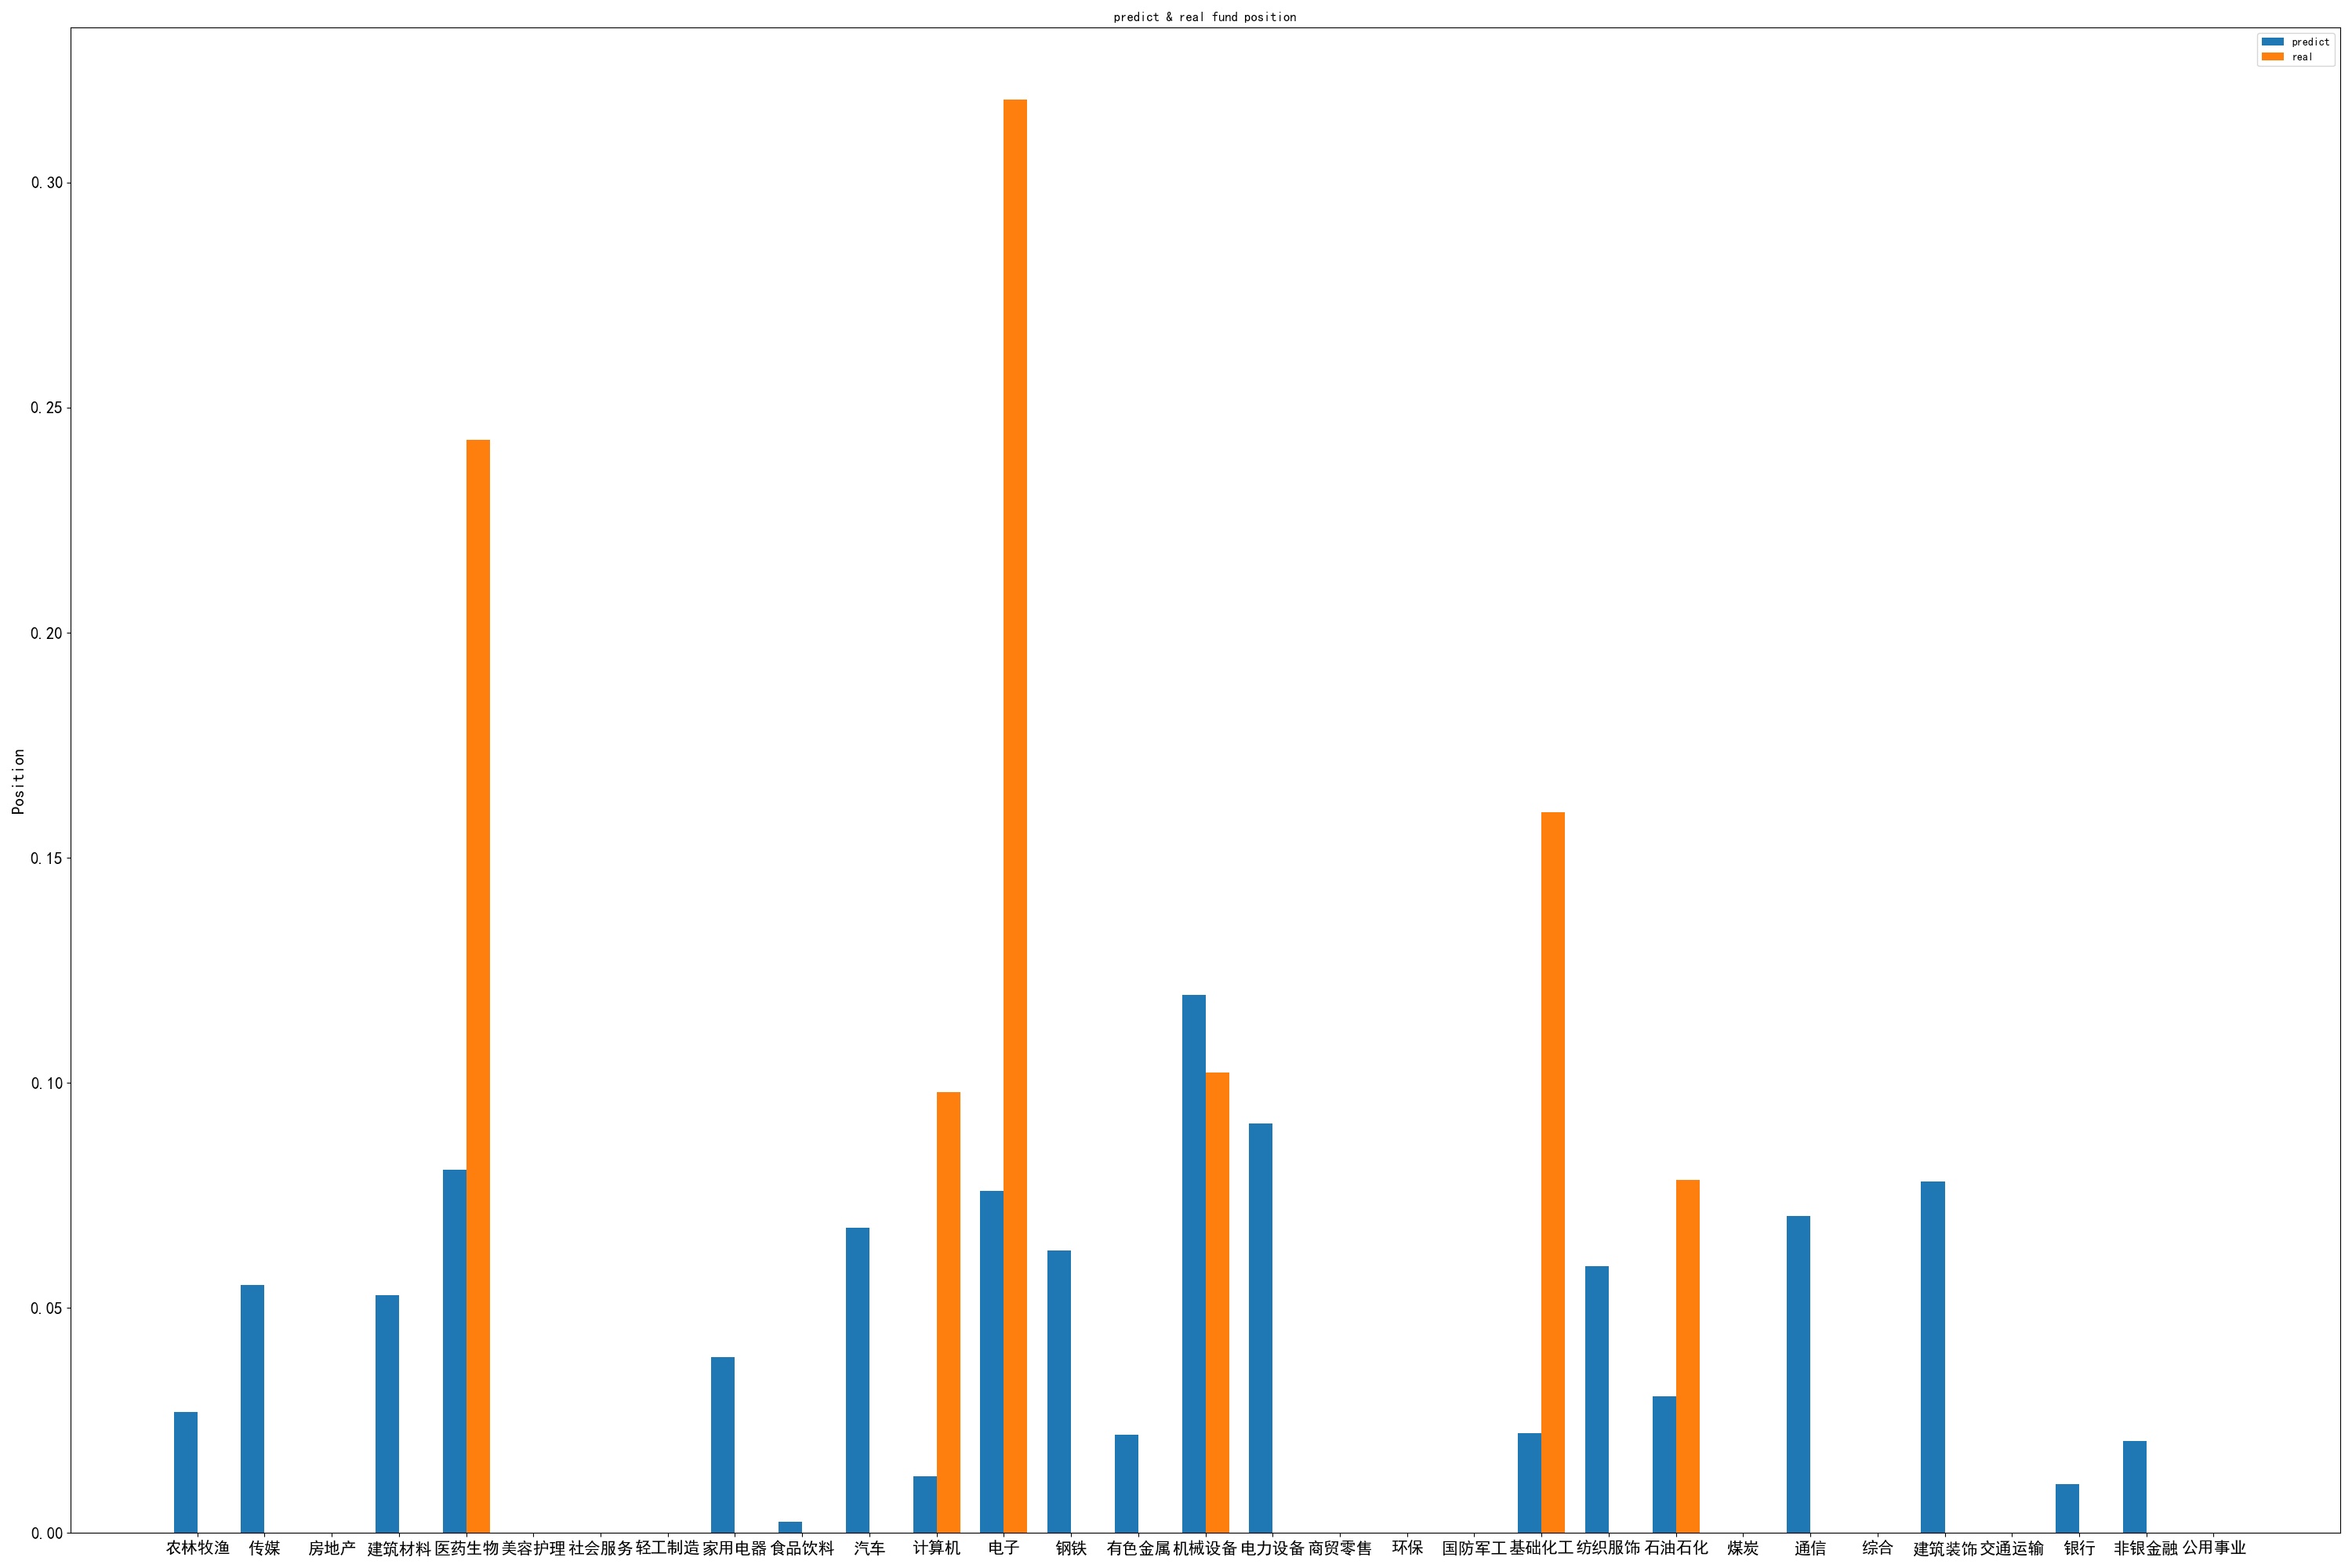 predict & real fund position
predict
real
0.30
0.25
0.20
0.15
0.10
0.05
0.00
Position
农林牧渔 传媒 房地产 建筑材料 医药生物 美容护理 社会服务 轻工制造 家用电器 食品饮料 汽车 计算机 电子 钢铁 有色金属 机械设备 电力设备 商贸零售 环保 国防军工 基础化工 纺织服饰 石油石化 煤炭 通信 综合 建筑装饰 交通运输 银行 非银金融 公用事业